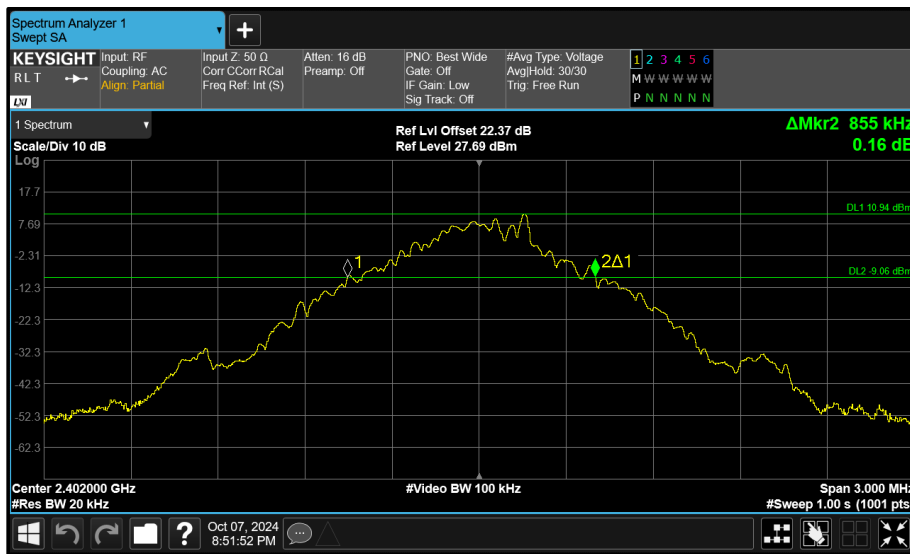 Spectrum Analyzer 1
Swept SA
+
KEYSIGHT
R L T
LXI
Input: RF
Coupling: AC
Align: Partial
Input Z: 50 Ω
Corr CCorr RCal
Freq Ref: Int (S)
Atten: 16 dB
Preamp: Off
PNO: Best Wide
Gate: Off
IF Gain: Low
Sig Track: Off
#Avg Type: Voltage
Avg|Hold: 30/30
Trig: Free Run
1 2 3 4 5 6
M W W W W W
P N N N N N
1 Spectrum
Scale/Div 10 dB
Log
Ref Lvl Offset 22.37 dB
Ref Level 27.69 dBm
ΔMkr2 855 kHz
0.16 dB
17.7
DL1 10.94 dBm
7.69
-2.31
1
2Δ1
DL2 -9.06 dBm
-12.3
-22.3
-32.3
-42.3
-52.3
-62.3
Center 2.402000 GHz
#Video BW 100 kHz
Span 3.000 MHz
#Res BW 20 kHz
#Sweep 1.00 s (1001 pts)
?
Oct 07, 2024
8:51:52 PM